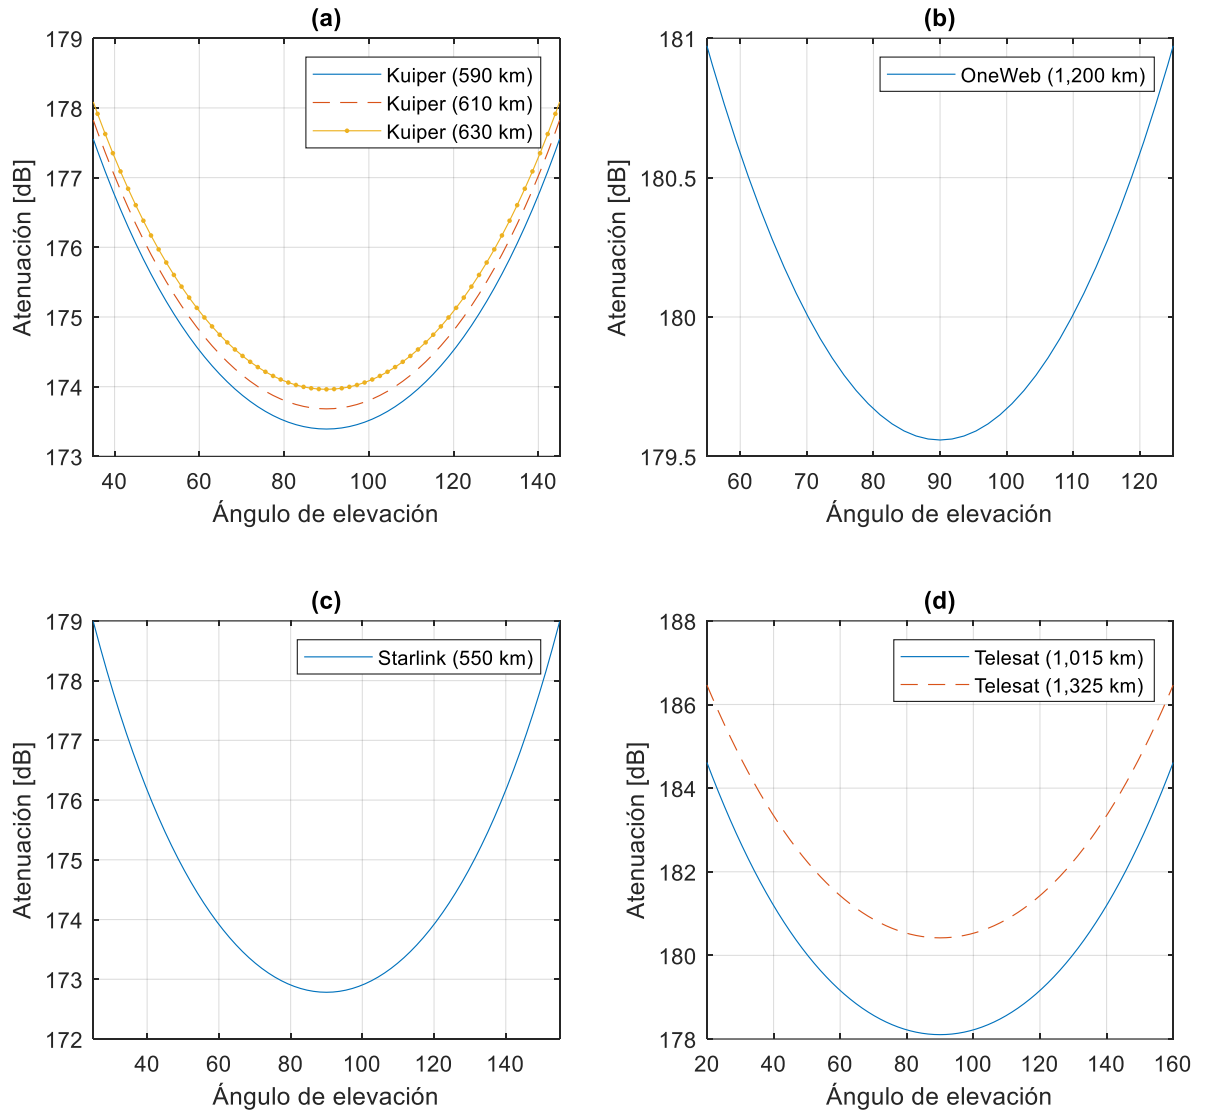 (a)
179
178
177
176
175
174
173
Atenuación [dB]
Kuiper (590 km)
Kuiper (610 km)
Kuiper (630 km)
40 60 80 100 120 140
Ángulo de elevación
(b)
181
180.5
180
179.5
Atenuación [dB]
OneWeb (1,200 km)
60 70 80 90 100 110 120
Ángulo de elevación
(c)
179
178
177
176
175
174
173
172
Atenuación [dB]
Starlink (550 km)
40 60 80 100 120 140
Ángulo de elevación
(d)
188
186
184
182
180
178
Atenuación [dB]
Telesat (1,015 km)
Telesat (1,325 km)
20 40 60 80 100 120 140 160
Ángulo de elevación